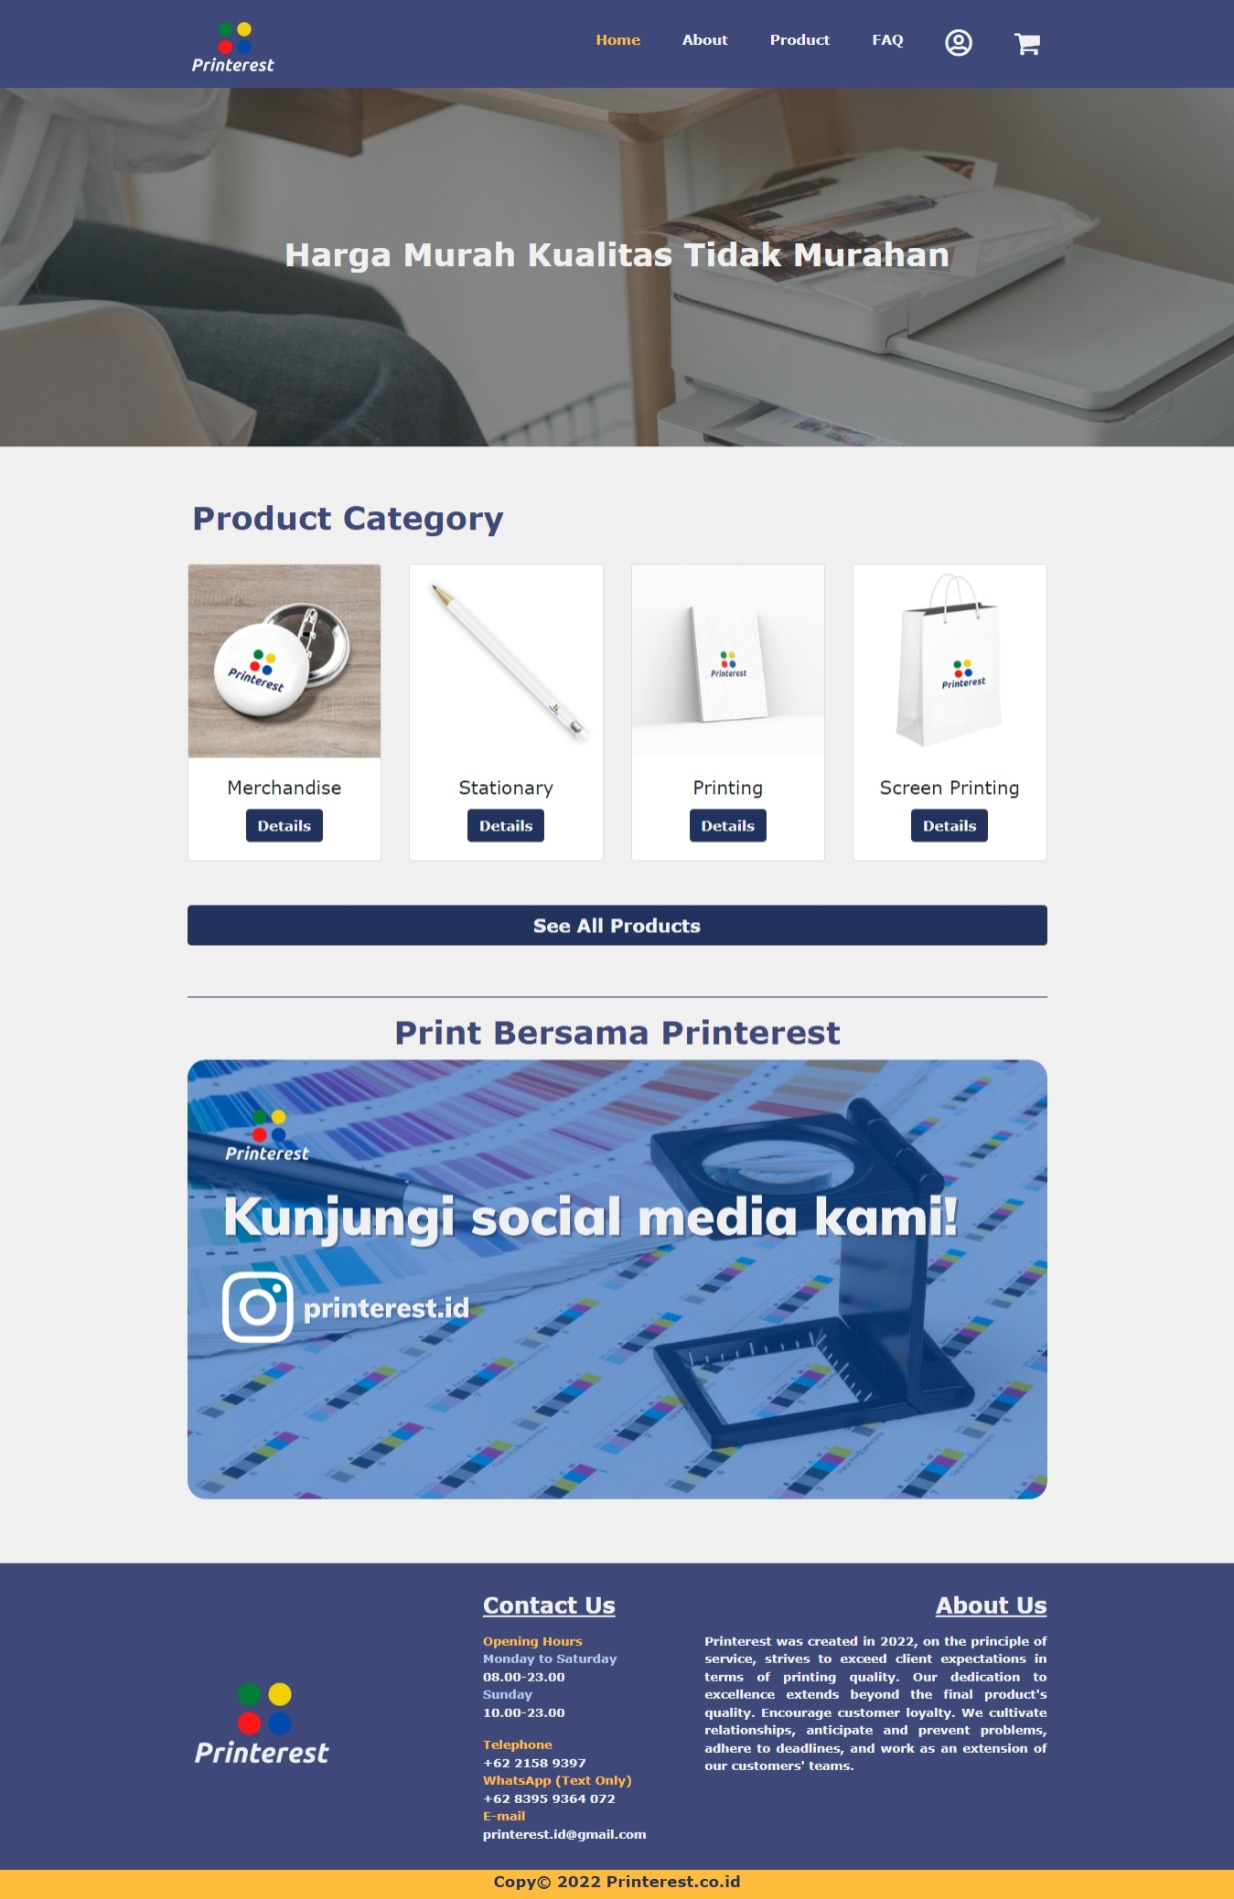 Printerest
Home
About
Product
FAQ
Harga Murah Kualitas Tidak Murahan
Product Category
Printerest
Printerest
Printerest
Merchandise
Stationary
Printing
Screen Printing
Details
Details
Details
Details
See All Products
Print Bersama Printerest
Printerest
Kunjungi social media kami!
printerest.id
Printerest
Contact Us
Opening Hours
Monday to Saturday
08.00-23.00
Sunday
10.00-23.00
Telephone
+62 2158 9397
WhatsApp (Text Only)
+62 8395 9364 072
E-mail
printerest.id@gmail.com
About Us
Printerest was created in 2022, on the principle of
service, strives to exceed client expectations in
terms of printing quality. Our dedication to
excellence extends beyond the final product's
quality. Encourage customer loyalty. We cultivate
relationships, anticipate and prevent problems,
adhere to deadlines, and work as an extension of
our customers' teams.
Copy© 2022 Printerest.co.id